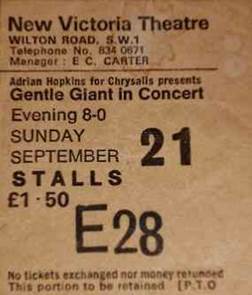 New Victoria Theatre
WILTON ROAD, S.W.1
Telephone No. 834 0671
Manager : E C. CARTER
Adrian Hopkins for Chrysalis presents
Gentle Giant in Concert
Evening 8-0
SUNDAY
SEPTEMBER 21
STALLS
£1·50
E28
No tickets exchanged nor money refunded
This portion to be retained [P.T.O